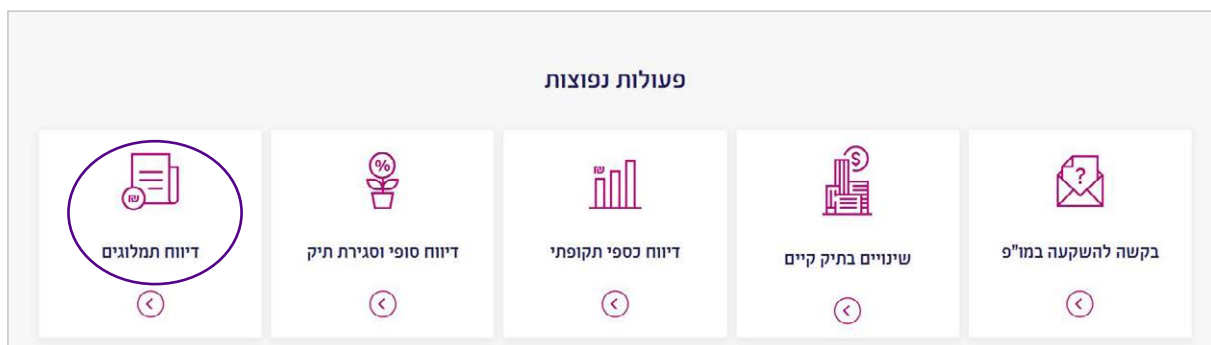 פעולות נפוצות
בקשה להשקעה במו"פ
שינויים בתיק קיים
דיווח כספי תקופתי
דיווח סופי וסגירת תיק
דיווח תמלוגים